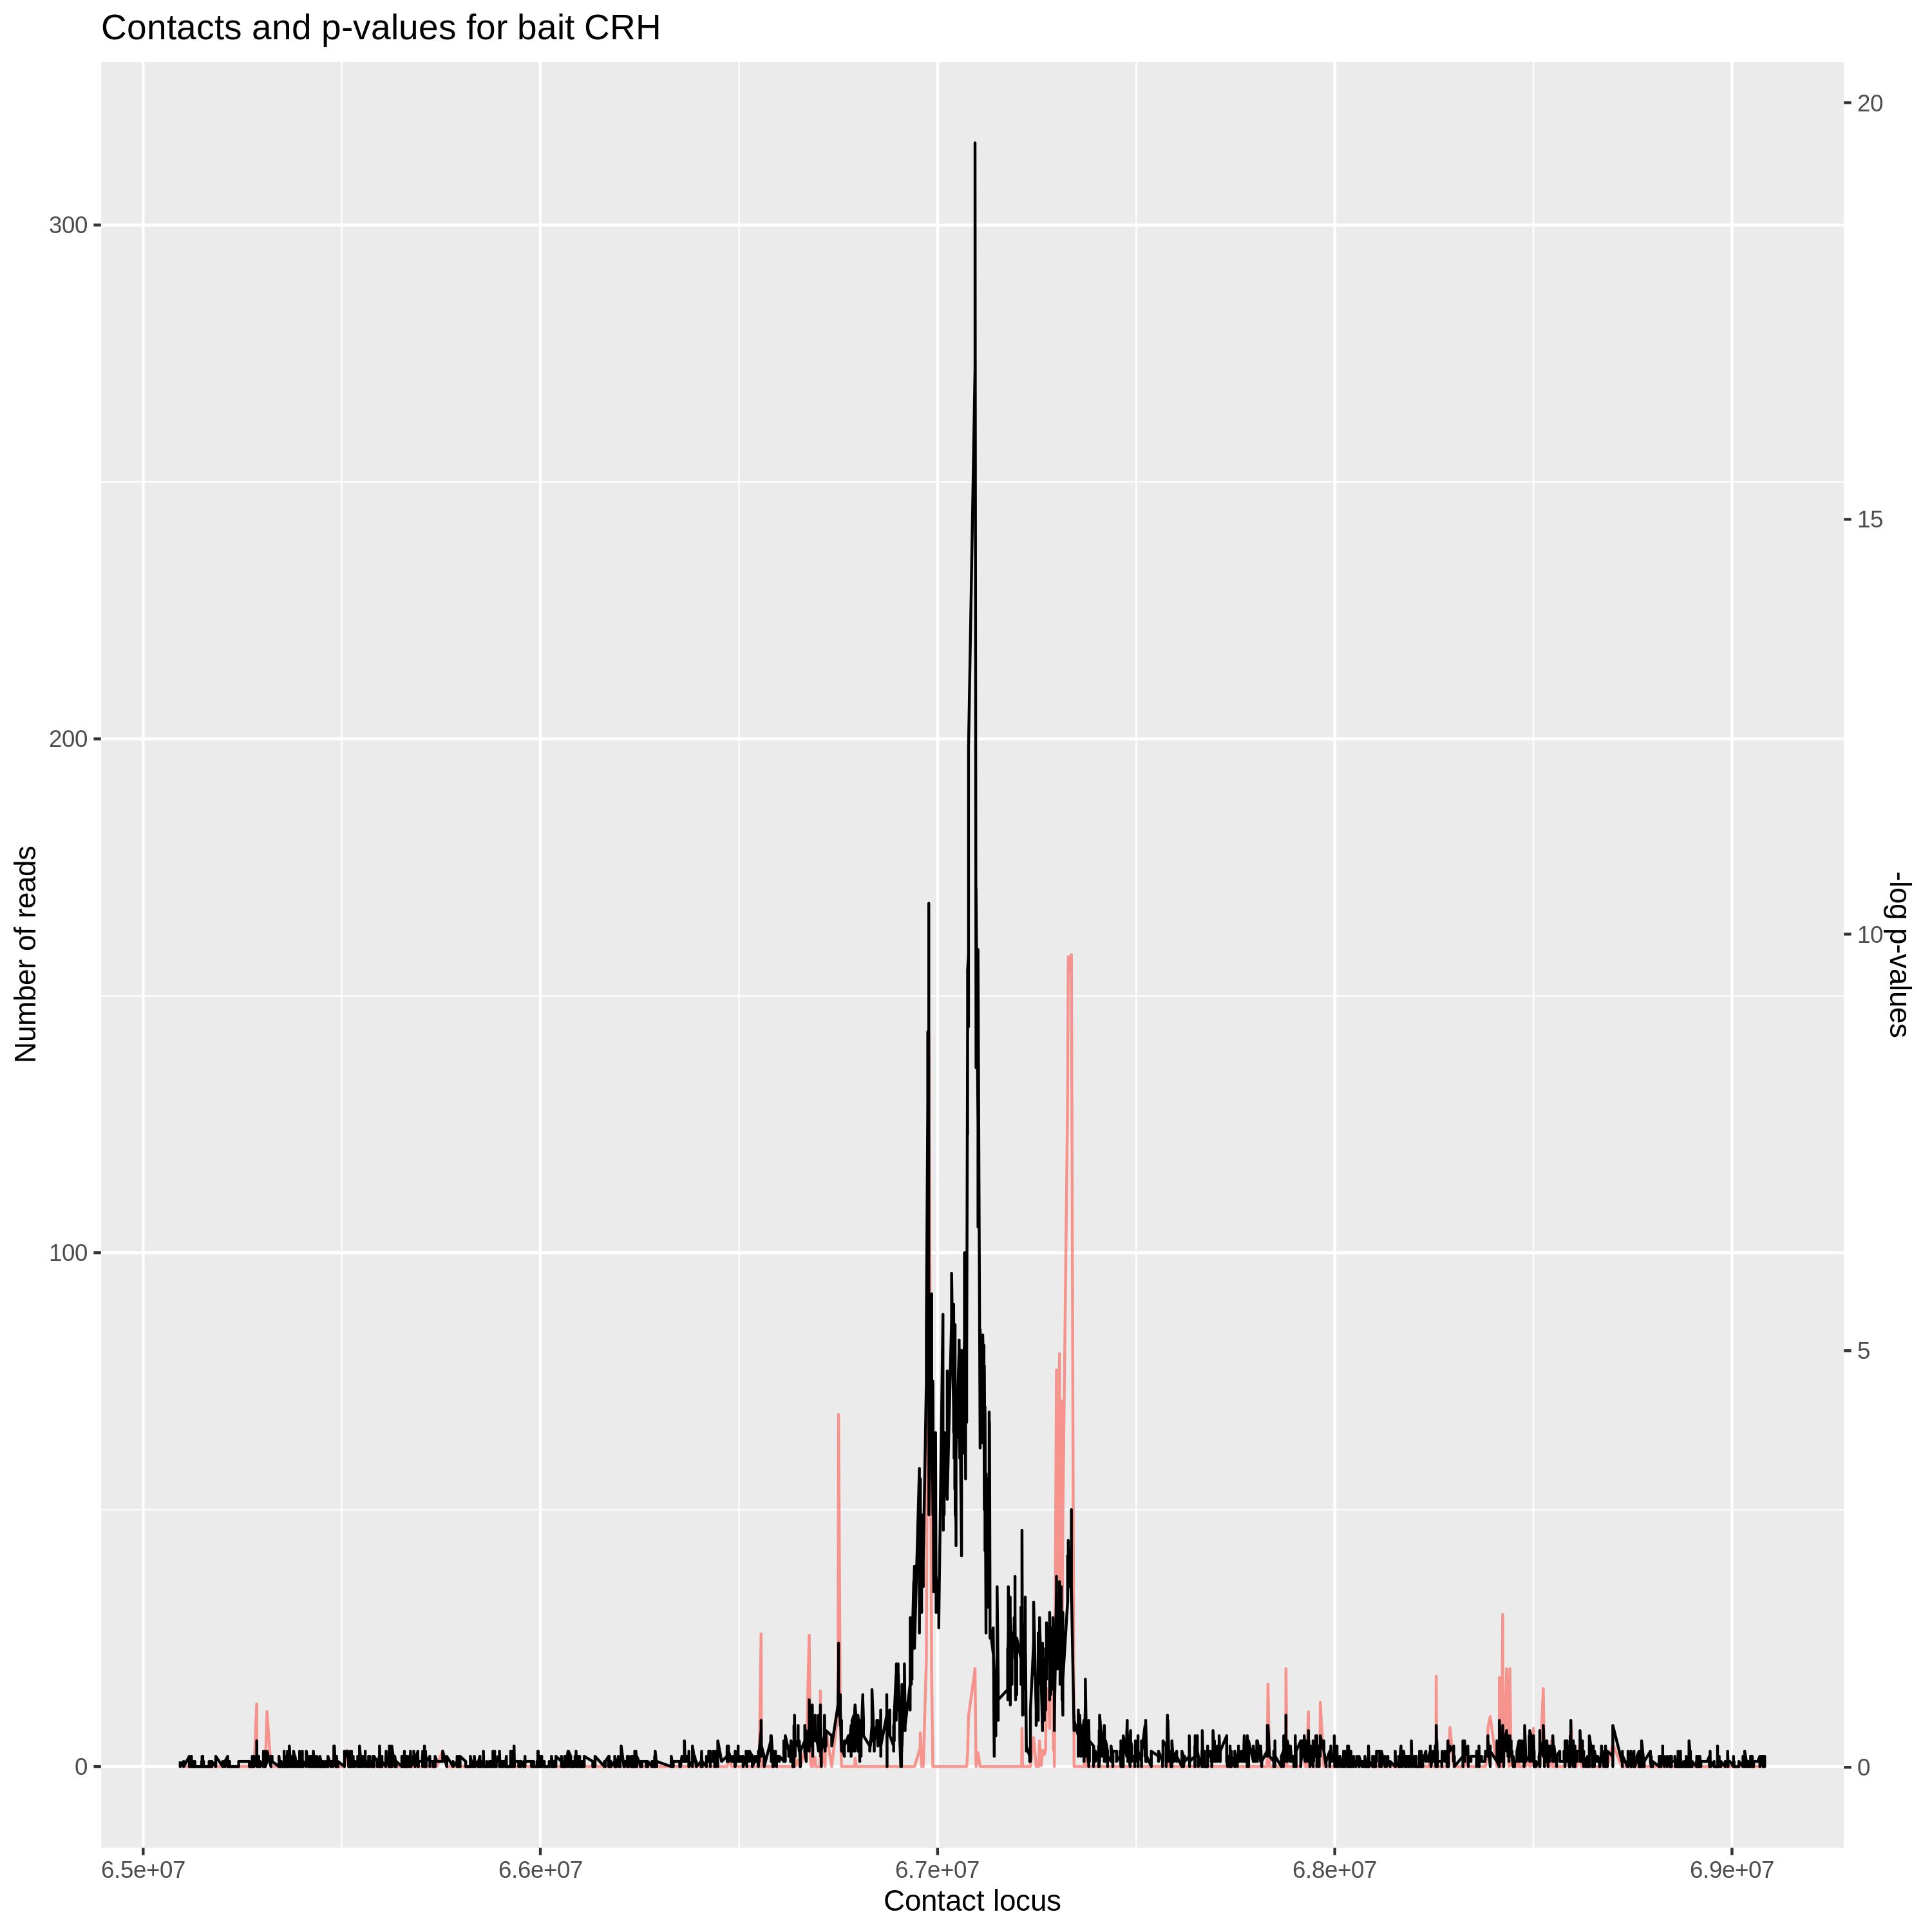 Contacts and p-values for bait CRH
Number of reads
300
200
100
0
20
15
10
5
0
-log p-values
6.5e+07 6.6e+07 6.7e+07 6.8e+07 6.9e+07
Contact locus